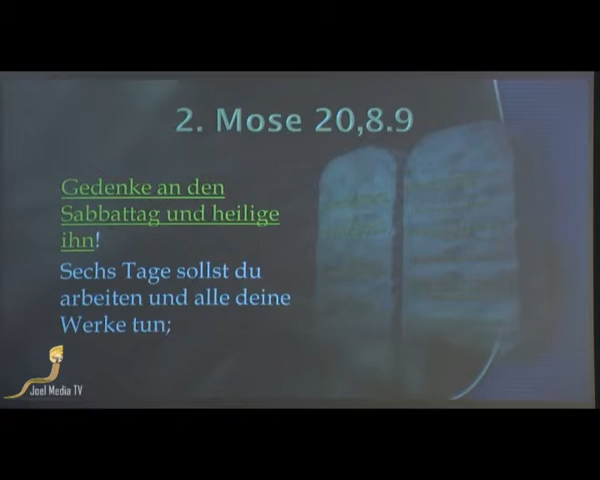 2. Mose 20,8.9
Gedenke an den
Sabbattag und heilige
ihn!
Sechs Tage sollst du
arbeiten und alle deine
Werke tun;
Joel Media TV